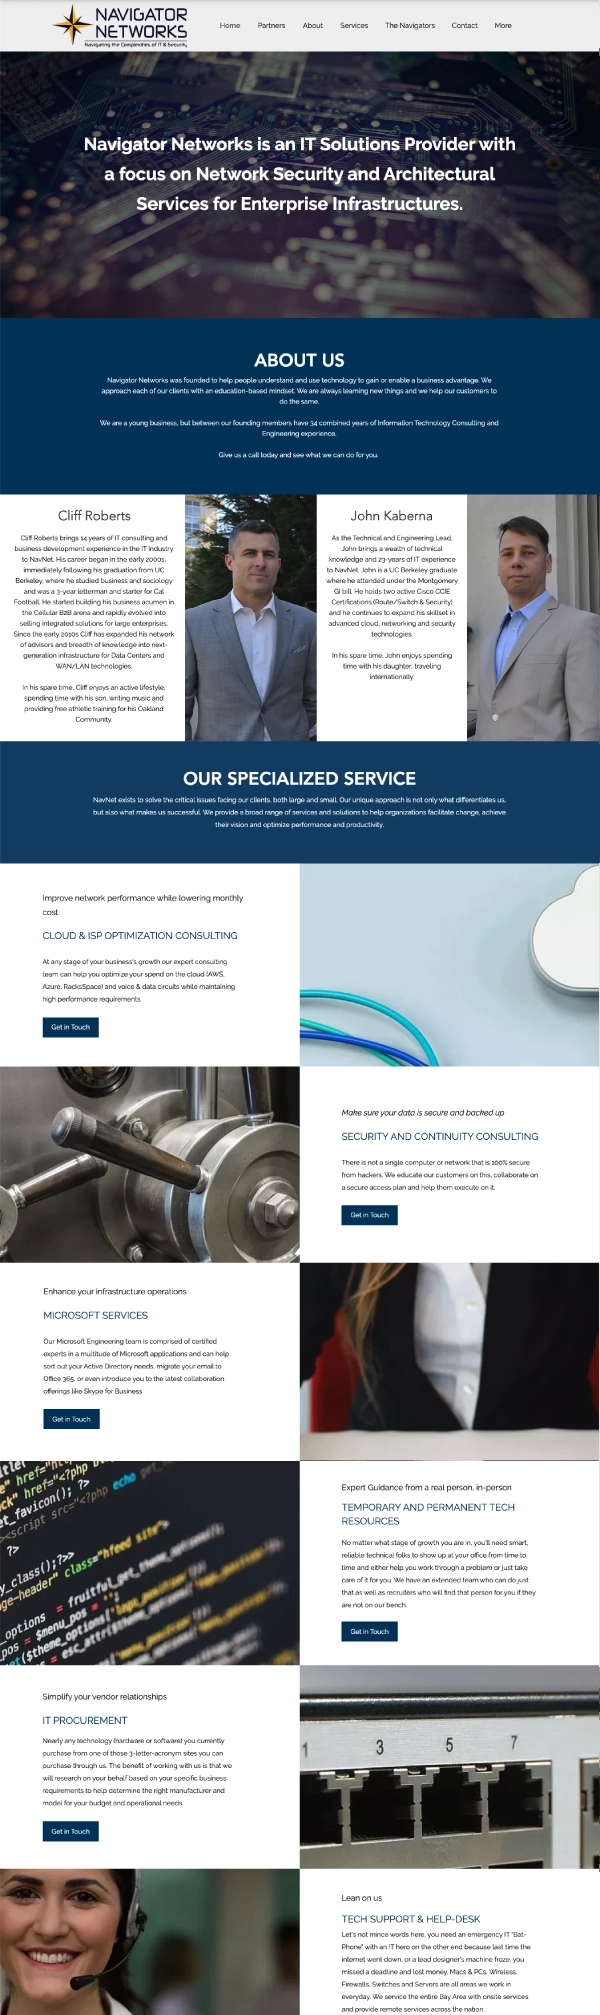 NAVIGATOR
NETWORKS
Navigating the Complexities of IT & Security
Home Partners About Services The Navigators Contact More
Navigator Networks is an IT Solutions Provider with
a focus on Network Security and Architectural
Services for Enterprise Infrastructures.
ABOUT US
Navigator Networks was founded to help people understand and use technology to gain or enable a business advantage. We
approach each of our clients with an education-based mindset. We are always learning new things and we help our customers to
do the same.
We are a young business, but between our founding members have 34 combined years of Information Technology Consulting and
Engineering experience.
Give us a call today and see what we can do for you.
Cliff Roberts
Cliff Roberts brings 14 years of IT consulting and
business development experience in the IT industry
to NavNet. His career began in the early 2000s,
immediately following his graduation from UC
Berkeley, where he studied business and sociology
and was a 3-year letterman and starter for Cal
Football. He started building his business acumen in
the Cellular B2B arena and rapidly evolved into
selling integrated solutions for large enterprises.
Since the early 2010s Cliff has expanded his network
of advisors and breadth of knowledge into next-
generation infrastructure for Data Centers and
WAN/LAN technologies.
In his spare time, Cliff enjoys an active lifestyle,
spending time with his son, writing music and
providing free athletic training for his Oakland
Community.
John Kaberna
As the Technical and Engineering Lead,
John brings a wealth of technical
knowledge and 23-years of IT experience
to NavNet. John is a UC Berkeley graduate
where he attended under the Montgomery
GI bill. He holds two active Cisco CCIE
Certifications (Route/Switch & Security)
and he continues to expand his skillset in
advanced cloud, networking and security
technologies.
In his spare time, John enjoys spending
time with his daughter, traveling
internationally.
OUR SPECIALIZED SERVICE
NavNet exists to solve the critical issues facing our clients, both large and small. Our unique approach is not only what differentiates us,
but also what makes us successful. We provide a broad range of services and solutions to help organizations facilitate change, achieve
their vision and optimize performance and productivity.
Improve network performance while lowering monthly
cost
CLOUD & ISP OPTIMIZATION CONSULTING
At any stage of your business's growth our expert consulting
team can help you optimize your spend on the cloud (AWS,
Azure, RacksSpace) and voice & data circuits while maintaining
high performance requirements.
Get in Touch
Make sure your data is secure and backed up
SECURITY AND CONTINUITY CONSULTING
There is not a single computer or network that is 100% secure
from hackers. We educate our customers on this, collaborate on
a secure access plan and help them execute on it.
Get in Touch
Enhance your infrastructure operations
MICROSOFT SERVICES
Our Microsoft Engineering team is comprised of certified
experts in a multitude of Microsoft applications and can help
sort out your Active Directory needs, migrate your email to
Office 365, or even introduce you to the latest collaboration
offerings like Skype for Business
Get in Touch
href="<?php echo
_favicon(); ?>
<script src="<?php
?>
y_class();?>>
ge-header" class="hfeed site">
_options = fruitful_get_theme_options();
pos = $menu_pos =
Expert Guidance from a real person, in-person
TEMPORARY AND PERMANENT TECH
RESOURCES
No matter what stage of growth you are in, you'll need smart,
reliable technical folks to show up at your office from time to
time and either help you work through a problem or just take
care of it for you. We have an extended team who can do just
that as well as recruiters who will find that person for you if they
are not on our bench.
Get in Touch
Simplify your vendor relationships
IT PROCUREMENT
Nearly any technology (hardware or software) you currently
purchase from one of those 3-letter-acronym sites you can
purchase through us. The benefit of working with us is that we
will research on your behalf based on your specific business
requirements to help determine the right manufacturer and
model for your budget and operational needs.
Get in Touch
1 3 5 7
Lean on us
TECH SUPPORT & HELP-DESK
Let's not mince words here, you need an emergency IT "Bat-
Phone" with an IT hero on the other end because last time the
internet went down, or a lead designer's machine froze, you
missed a deadline and lost money. Macs & PCs, Wireless,
Firewalls, Switches and Servers are all areas we work in
everyday. We service the entire Bay Area with onsite services
and provide remote services across the nation